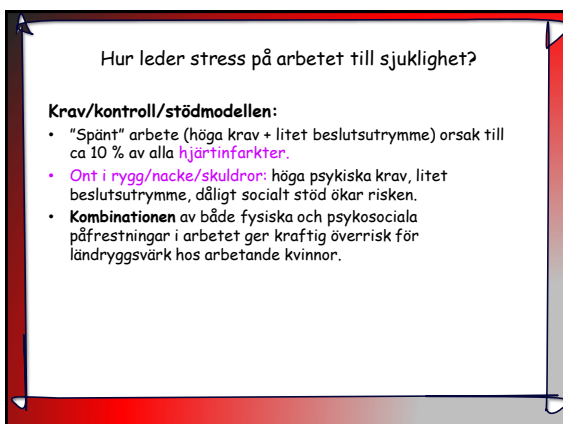 Hur leder stress på arbetet till sjuklighet?
Krav/kontroll/stödmodellen:
• ”Spänt” arbete (höga krav + litet beslutsutrymme) orsak till
ca 10 % av alla hjärtinfarkter.
• Ont i rygg/nacke/skuldror: höga psykiska krav, litet
beslutsutrymme, dåligt socialt stöd ökar risken.
• Kombinationen av både fysiska och psykosociala
påfrestningar i arbetet ger kraftig överrisk för
ländryggsvärk hos arbetande kvinnor.